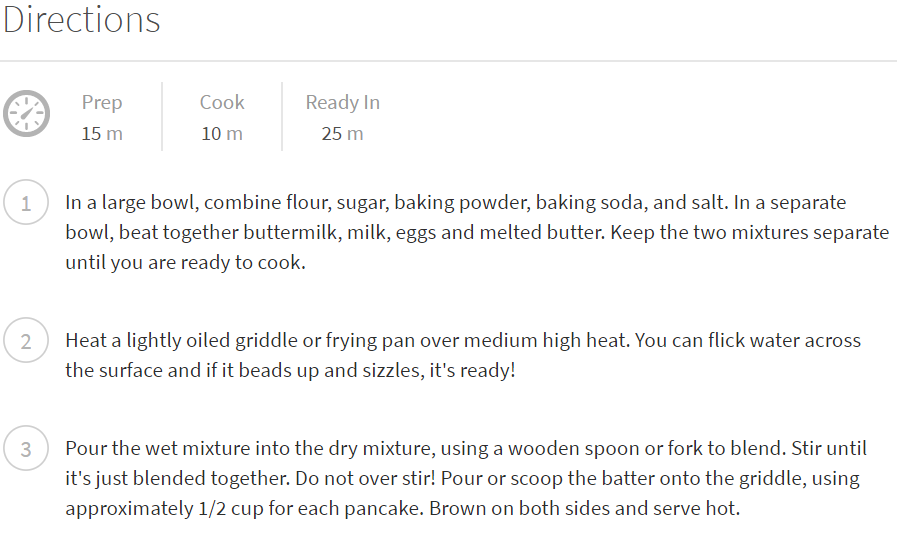 Directions
Prep
Cook
Ready In
15 m
10 m
25 m
1
In a large bowl, combine flour, sugar, baking powder, baking soda, and salt. In a separate
bowl, beat together buttermilk, milk, eggs and melted butter. Keep the two mixtures separate
until you are ready to cook.
2
Heat a lightly oiled griddle or frying pan over medium high heat. You can flick water across
the surface and if it beads up and sizzles, it's ready!
3
Pour the wet mixture into the dry mixture, using a wooden spoon or fork to blend. Stir until
it's just blended together. Do not over stir! Pour or scoop the batter onto the griddle, using
approximately 1/2 cup for each pancake. Brown on both sides and serve hot.